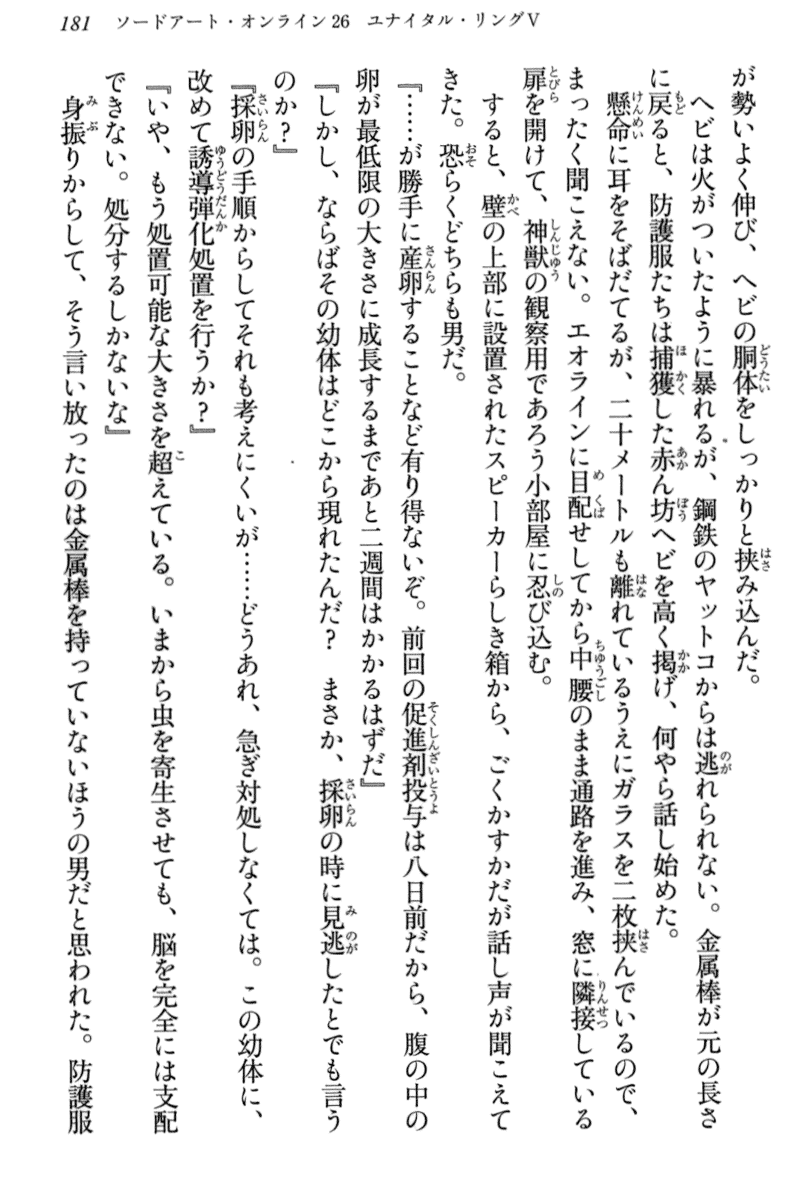 181 ソードアート・オンライン26 ユナイタル・リングⅤ
が勢いよく伸び、ヘビの胴体をしっかりと挟み込んだ。
ヘビは火がついたように暴れるが、鋼鉄のヤットコからは逃れられない。金属棒が元の長さ
に戻ると、防護服たちは捕獲した赤ん坊ヘビを高く掲げ、何やら話し始めた。
懸命に耳をそばだてるが、二十メートルも離れているうえにガラスを二枚挟んでいるので、
まったく聞こえない。エオラインに目配せしてから中腰のまま通路を進み、窓に隣接している
扉を開けて、神獣の観察用であろう小部屋に忍び込む。
すると、壁の上部に設置されたスピーカーらしき箱から、ごくかすかだが話し声が聞こえて
きた。恐らくどちらも男だ。
『……が勝手に産卵することなど有り得ないぞ。前回の促進剤投与は八日前だから、腹の中の
卵が最低限の大きさに成長するまであと二週間はかかるはずだ』
『しかし、ならばその幼体はどこから現れたんだ？　まさか、採卵の時に見逃したとでも言う
のか？』
『採卵の手順からしてそれも考えにくいが……どうあれ、急ぎ対処しなくては。この幼体に、
改めて誘導弾化処置を行うか？』
『いや、もう処置可能な大きさを超えている。いまから虫を寄生させても、脳を完全には支配
できない。処分するしかないな』
身振りからして、そう言い放ったのは金属棒を持っていないほうの男だと思われた。防護服